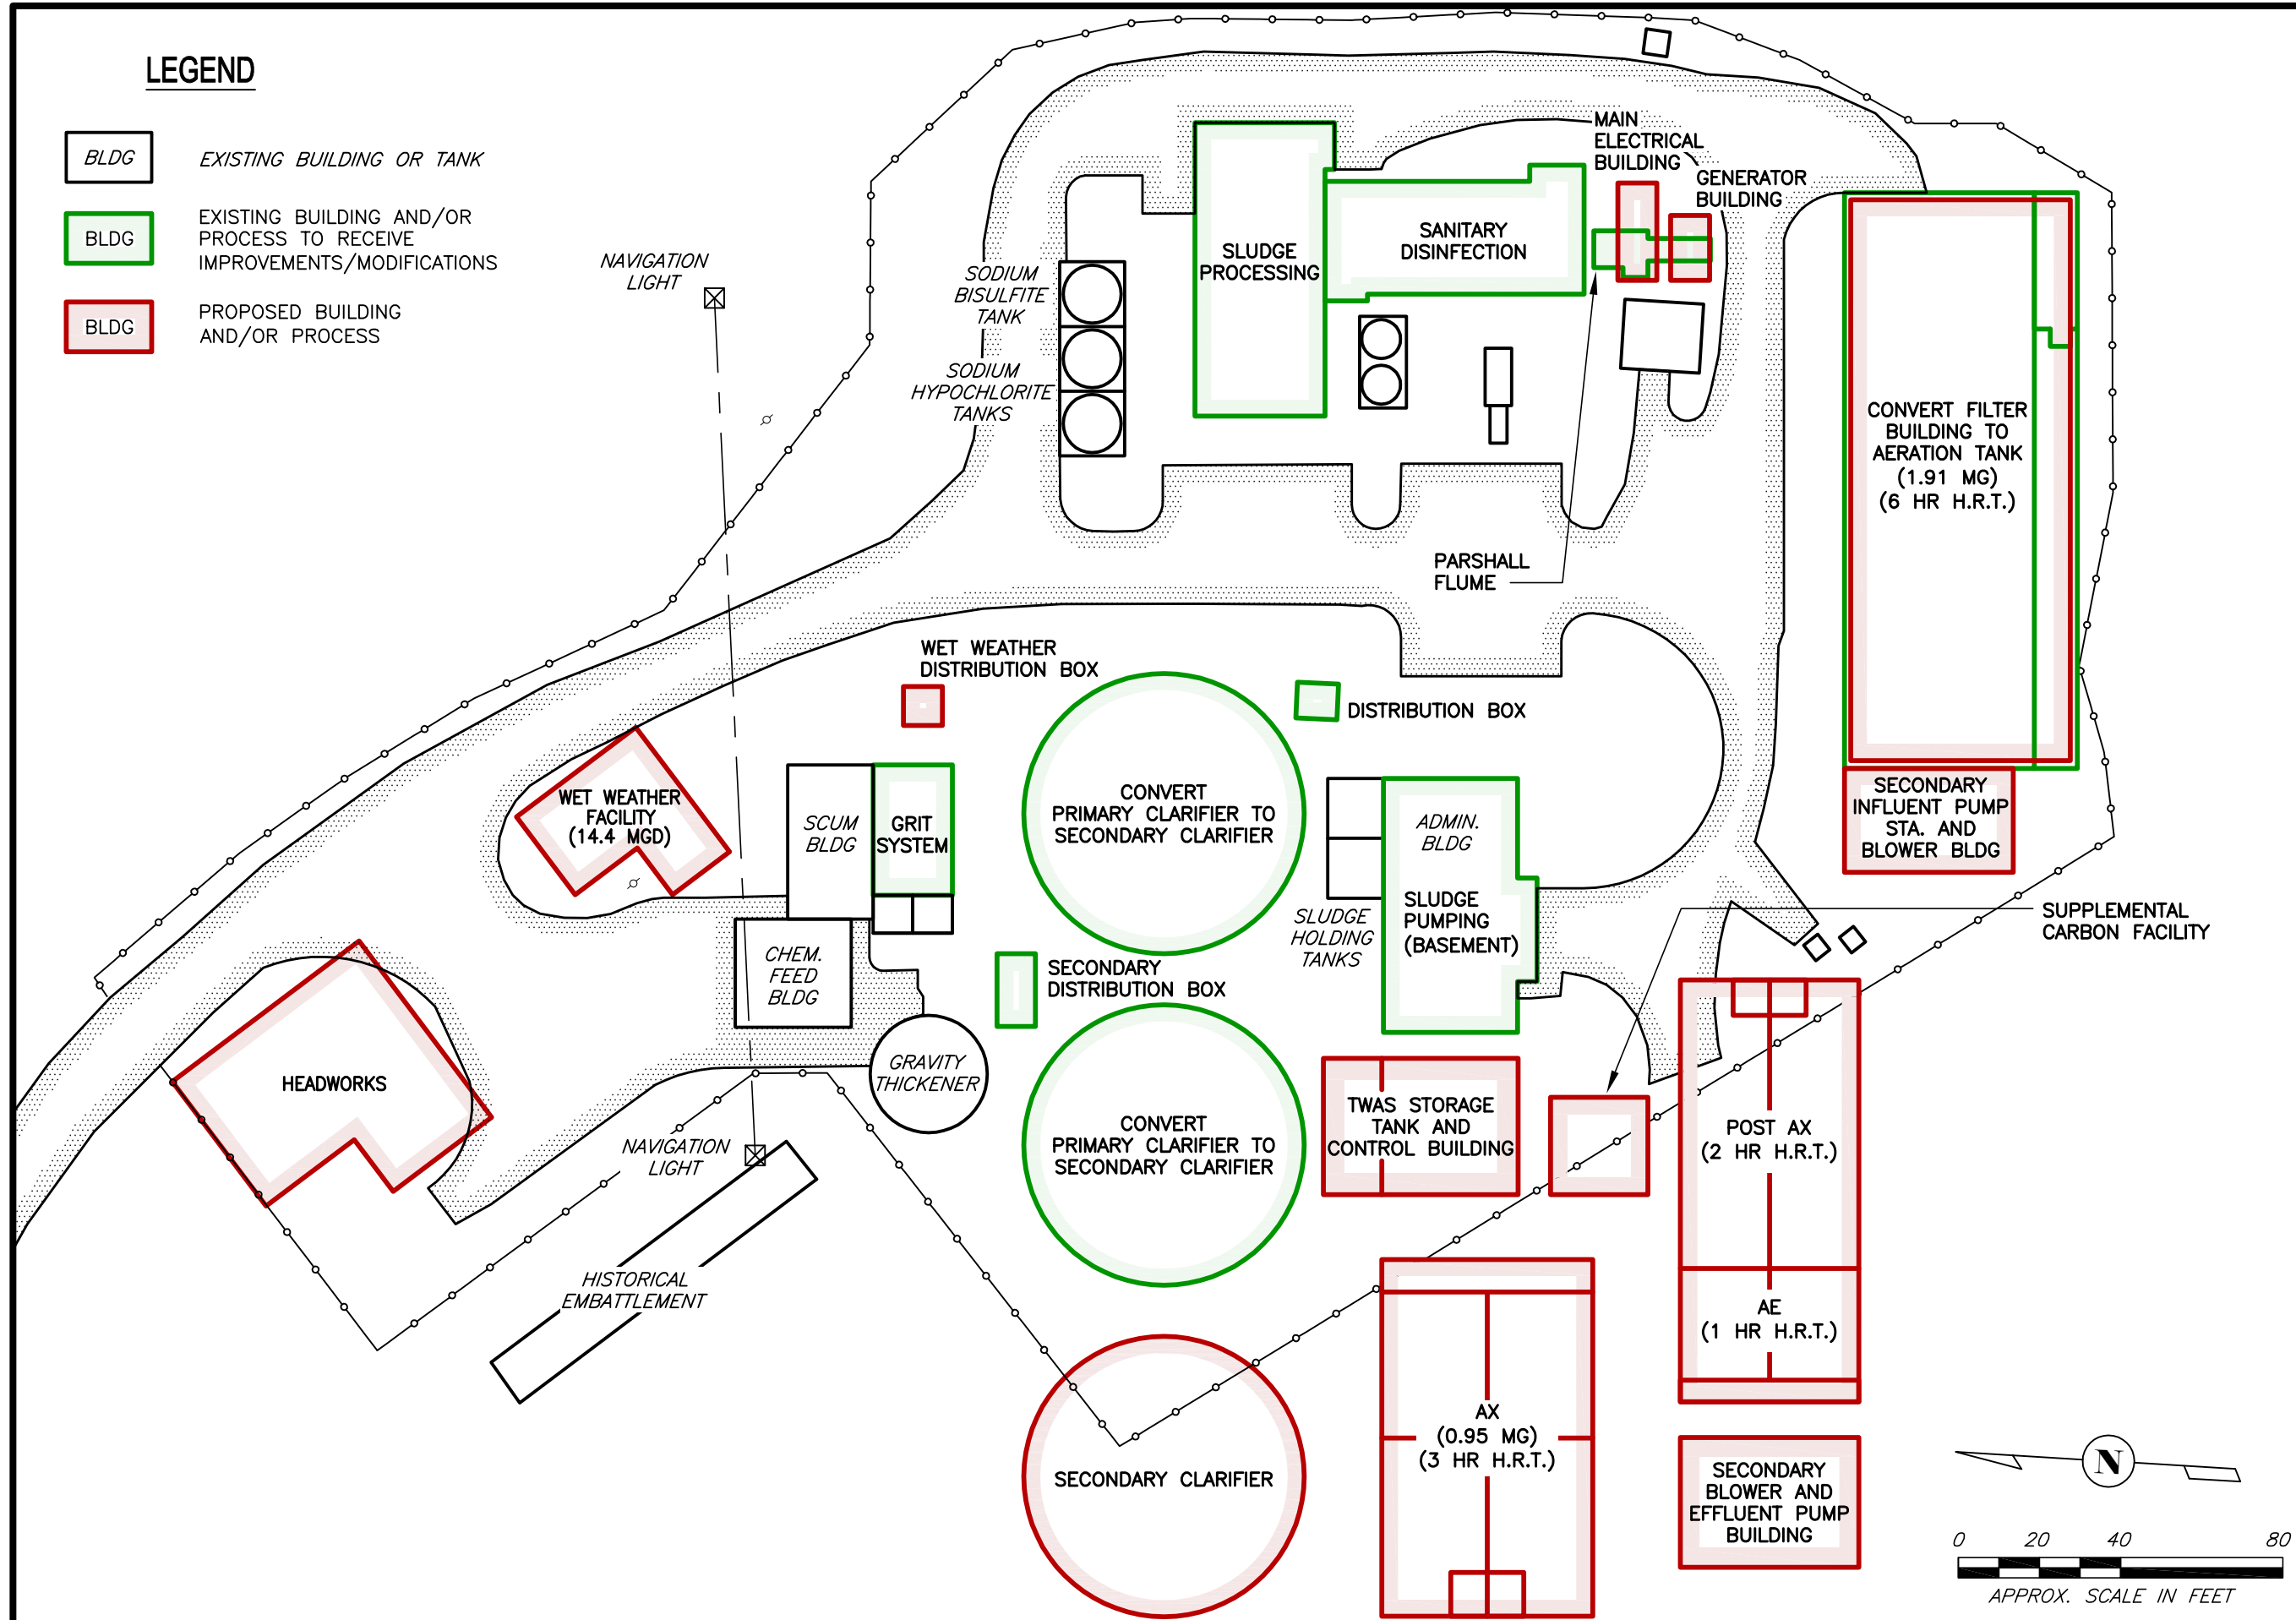 LEGEND
BLDG
EXISTING BUILDING OR TANK
BLDG
EXISTING BUILDING AND/OR
PROCESS TO RECEIVE
IMPROVEMENTS/MODIFICATIONS
BLDG
PROPOSED BUILDING
AND/OR PROCESS
NAVIGATION
LIGHT
SODIUM
BISULFITE
TANK
SODIUM
HYPOCHLORITE
TANKS
SLUDGE
PROCESSING
SANITARY
DISINFECTION
MAIN
ELECTRICAL
BUILDING
GENERATOR
BUILDING
CONVERT FILTER
BUILDING TO
AERATION TANK
(1.91 MG)
(6 HR H.R.T.)
PARSHALL
FLUME
WET WEATHER
DISTRIBUTION BOX
DISTRIBUTION BOX
WET WEATHER
FACILITY
(14.4 MGD)
SCUM
BLDG
GRIT
SYSTEM
CONVERT
PRIMARY CLARIFIER TO
SECONDARY CLARIFIER
ADMIN.
BLDG
SLUDGE
PUMPING
(BASEMENT)
SLUDGE
HOLDING
TANKS
SECONDARY
INFLUENT PUMP
STA. AND
BLOWER BLDG
SUPPLEMENTAL
CARBON FACILITY
CHEM.
FEED
BLDG
SECONDARY
DISTRIBUTION BOX
GRAVITY
THICKENER
HEADWORKS
NAVIGATION
LIGHT
CONVERT
PRIMARY CLARIFIER TO
SECONDARY CLARIFIER
TWAS STORAGE
TANK AND
CONTROL BUILDING
POST AX
(2 HR H.R.T.)
HISTORICAL
EMBATTLEMENT
AE
(1 HR H.R.T.)
SECONDARY CLARIFIER
AX
(0.95 MG)
(3 HR H.R.T.)
SECONDARY
BLOWER AND
EFFLUENT PUMP
BUILDING
N
0 20 40 80
APPROX. SCALE IN FEET